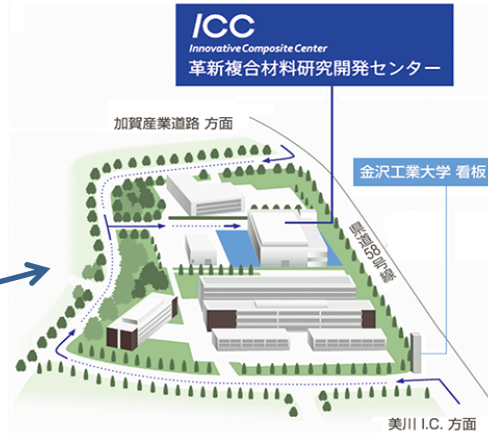 ICC
Innovative Composite Center
革新複合材料研究開発センター
加賀産業道路 方面
金沢工業大学 看板
県道58号線
美川 I.C. 方面